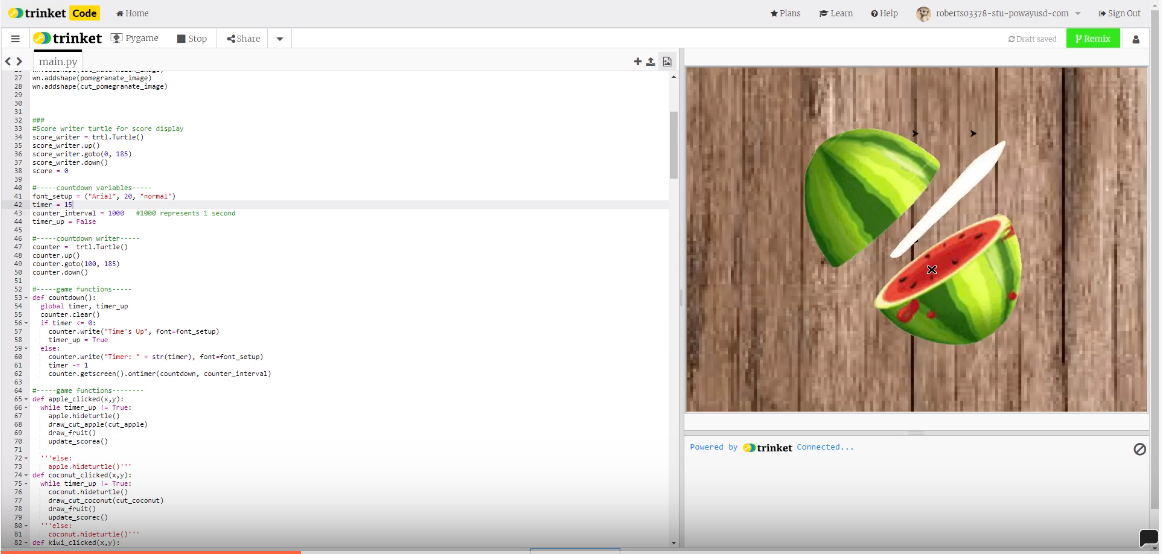 trinket Code Home Plans Learn Help roberts03378-stu-powayusd-com Sign Out
trinket Pygame Stop Share Draft saved Remix
main.py
27 wn.addshape(pomegranate_image)
28 wn.addshape(cut_pomegranate_image)
29
30
31
32 ###
33 #Score writer turtle for score display
34 score_writer = trtl.Turtle()
35 score_writer.up()
36 score_writer.goto(0, 185)
37 score_writer.down()
38 score = 0
39
40 #-----countdown variables-----
41 font_setup = ("Arial", 20, "normal")
42 timer = 15
43 counter_interval = 1000   #1000 represents 1 second
44 timer_up = False
45
46 #-----countdown writer-----
47 counter =  trtl.Turtle()
48 counter.up()
49 counter.goto(100, 185)
50 counter.down()
51
52 #-----game functions-----
53 def countdown():
54   global timer, timer_up
55   counter.clear()
56   if timer <= 0:
57     counter.write("Time's Up", font=font_setup)
58     timer_up = True
59   else:
60     counter.write("Timer: " + str(timer), font=font_setup)
61     timer -= 1
62     counter.getscreen().ontimer(countdown, counter_interval)
63
64 #-----game functions--------
65 def apple_clicked(x,y):
66   while timer_up != True:
67     apple.hideturtle()
68     draw_cut_apple(cut_apple)
69     draw_fruit()
70     update_scorea()
71
72   '''else:
73     apple.hideturtle()'''
74 def coconut_clicked(x,y):
75   while timer_up != True:
76     coconut.hideturtle()
77     draw_cut_coconut(cut_coconut)
78     draw_fruit()
79     update_scorec()
80   '''else:
81     coconut.hideturtle()'''
82 def kiwi_clicked(x,y):
Powered by trinket Connected...